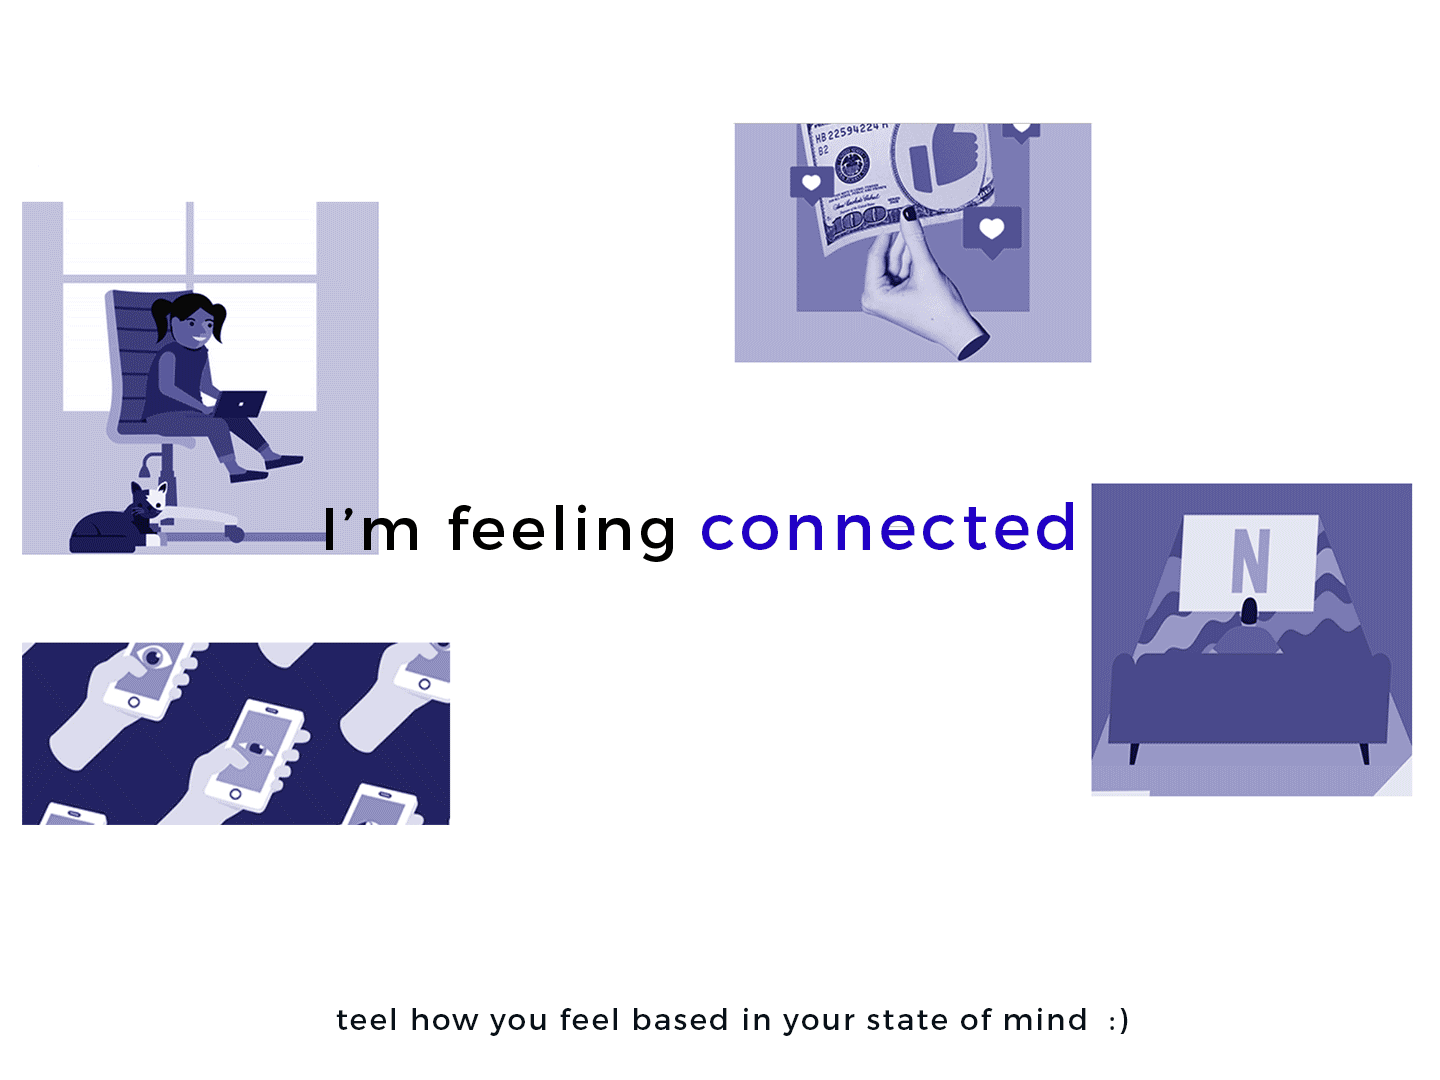 HB 22594224 H
B2
100
I'm feeling connected
N
teel how you feel based in your state of mind :)